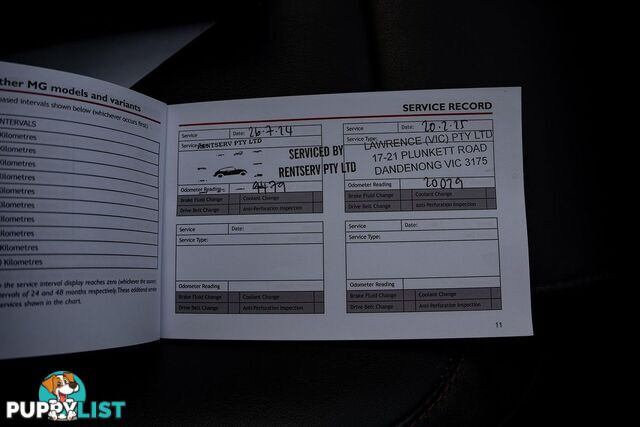 ther MG models and variants
based intervals shown below (whichever occurs first)
INTERVALS
Kilometres
Kilometres
Kilometres
Kilometres
Kilometres
Kilometres
Kilometres
Kilometres
Kilometres
Kilometres
the service interval display reaches zero (whichever the sooner)
ervals of 24 and 48 months respectively. These additional service
ervices shown in the chart.
SERVICE RECORD
Service Date: 26.7.24
RENTSERV PTY LTD
SERVICED BY
RENTSERV PTY LTD
Odometer Reading 9479
Brake Fluid Change Coolant Change
Drive Belt Change Anti-Perforation Inspection
Service Date: 20.2.25
Service Type:
LAWRENCE (VIC) PTY LTD
17-21 PLUNKETT ROAD
DANDENONG VIC 3175
Odometer Reading 20079
Brake Fluid Change Coolant Change
Drive Belt Change Anti-Perforation Inspection
Service Date:
Service Type:
Odometer Reading
Brake Fluid Change Coolant Change
Drive Belt Change Anti-Perforation Inspection
Service Date:
Service Type:
Odometer Reading
Brake Fluid Change Coolant Change
Drive Belt Change Anti-Perforation Inspection
11
PUPPYLIST